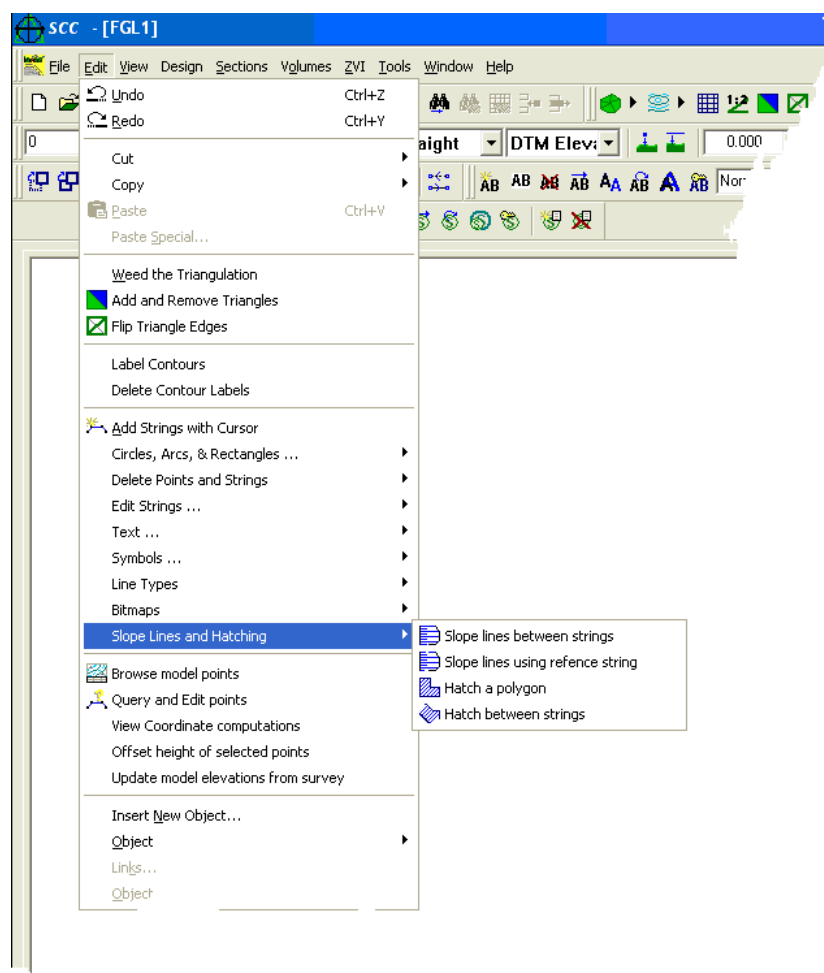 SCC - [FGL1]
File Edit View Design Sections Volumes ZVI Tools Window Help
Undo Ctrl+Z
Redo Ctrl+Y
Cut
Copy
Paste Ctrl+V
Paste Special...
0
aight DTM Eleva 0.000
AB AB AB AB AA AB A AB Nor
1:2
Weed the Triangulation
Add and Remove Triangles
Flip Triangle Edges
Label Contours
Delete Contour Labels
Add Strings with Cursor
Circles, Arcs, & Rectangles ...
Delete Points and Strings
Edit Strings ...
Text ...
Symbols ...
Line Types
Bitmaps
Slope Lines and Hatching
Slope lines between strings
Slope lines using refence string
Hatch a polygon
Hatch between strings
Browse model points
Query and Edit points
View Coordinate computations
Offset height of selected points
Update model elevations from survey
Insert New Object...
Object
Links...
Object